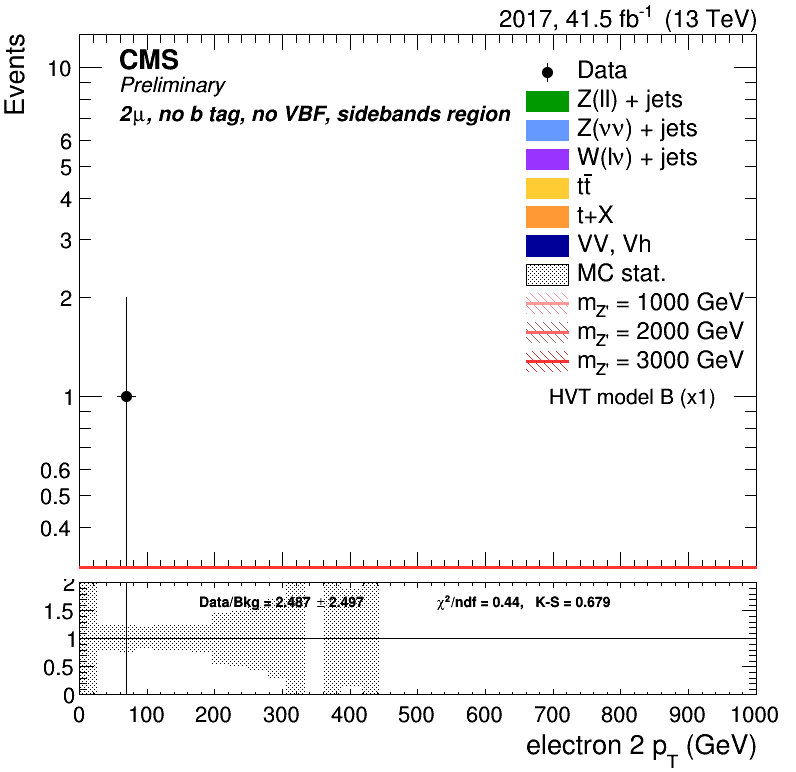 2017, 41.5 fb⁻¹ (13 TeV)
Events
CMS
Preliminary
2μ, no b tag, no VBF, sidebands region
Data
Z(ll) + jets
Z(νν) + jets
W(lν) + jets
tt̄
t+X
VV, Vh
MC stat.
m_Z' = 1000 GeV
m_Z' = 2000 GeV
m_Z' = 3000 GeV
HVT model B (x1)
10
6
5
4
3
2
1
0.6
0.5
0.4
Data/Bkg = 2.487 ± 2.497 χ²/ndf = 0.44, K-S = 0.679
2
1.5
1
0.5
0
0 100 200 300 400 500 600 700 800 900 1000
electron 2 p_T (GeV)